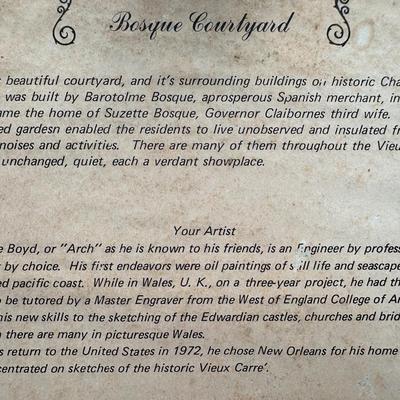 Bosque Courtyard
beautiful courtyard, and it's surrounding buildings on historic Cha
was built by Barotolme Bosque, aprosperous Spanish merchant, in
ame the home of Suzette Bosque, Governor Claibornes third wife.
ed gardesn enabled the residents to live unobserved and insulated fr
noises and activities. There are many of them throughout the Vieu
unchanged, quiet, each a verdant showplace.
Your Artist
e Boyd, or "Arch" as he is known to his friends, is an Engineer by profes
by choice. His first endeavors were oil paintings of still life and seascape
ed pacific coast. While in Wales, U. K., on a three-year project, he had th
be tutored by a Master Engraver from the West of England College of Ar
his new skills to the sketching of the Edwardian castles, churches and brid
there are many in picturesque Wales.
s return to the United States in 1972, he chose New Orleans for his home
centrated on sketches of the historic Vieux Carre'.